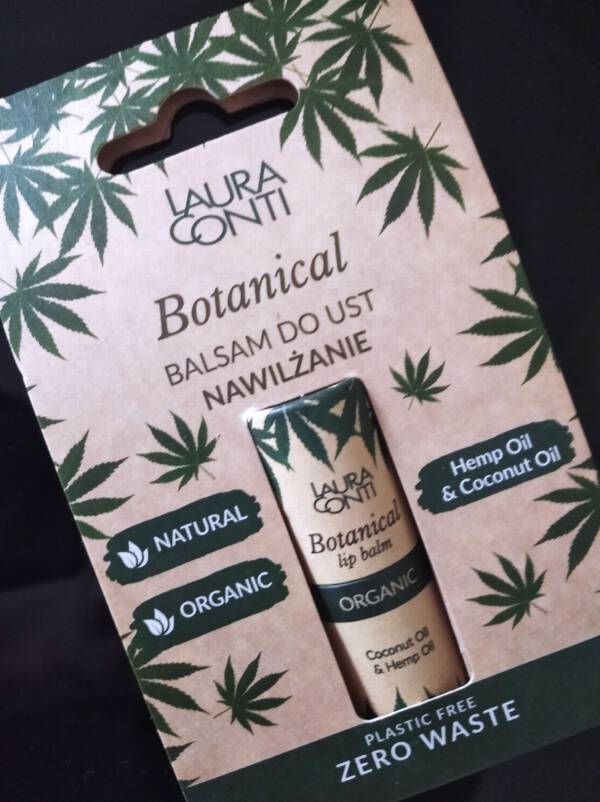 LAURA
CONTI
Botanical
BALSAM DO UST
NAWILŻANIE
Hemp Oil
& Coconut Oil
NATURAL
ORGANIC
LAURA
CONTI
Botanical
lip balm
ORGANIC
Coconut Oil
& Hemp Oil
PLASTIC FREE
ZERO WASTE